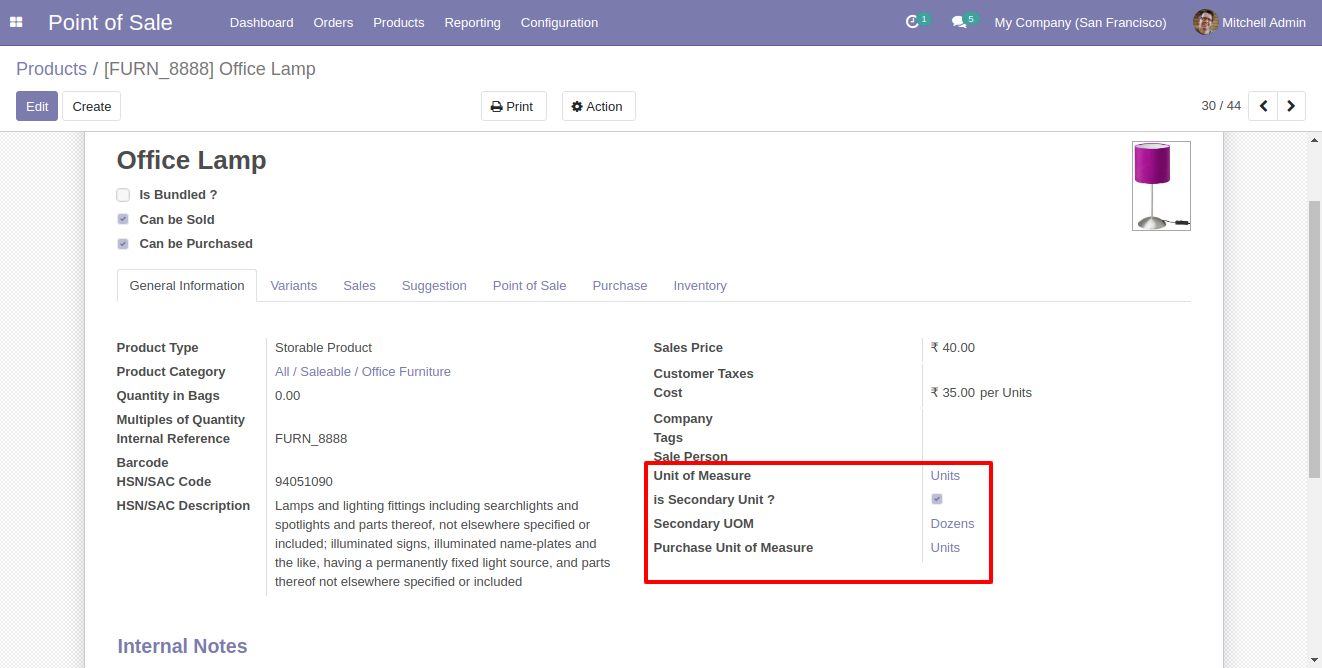 Point of Sale Dashboard Orders Products Reporting Configuration 1 5 My Company (San Francisco) Mitchell Admin
Products / [FURN_8888] Office Lamp
Edit Create Print Action 30 / 44
Office Lamp
Is Bundled ?
Can be Sold
Can be Purchased
General Information Variants Sales Suggestion Point of Sale Purchase Inventory
Product Type Storable Product
Product Category All / Saleable / Office Furniture
Quantity in Bags 0.00
Multiples of Quantity
Internal Reference FURN_8888
Barcode
HSN/SAC Code 94051090
HSN/SAC Description Lamps and lighting fittings including searchlights and
spotlights and parts thereof, not elsewhere specified or
included; illuminated signs, illuminated name-plates and
the like, having a permanently fixed light source, and parts
thereof not elsewhere specified or included
Sales Price ₹ 40.00
Customer Taxes
Cost ₹ 35.00 per Units
Company
Tags
Sale Person
Unit of Measure Units
is Secondary Unit ?
Secondary UOM Dozens
Purchase Unit of Measure Units
Internal Notes